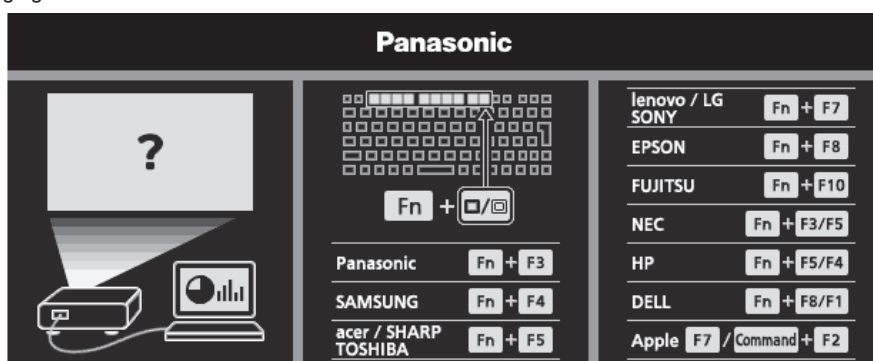 Panasonic
?
Fn + □/回
Panasonic Fn + F3
SAMSUNG Fn + F4
acer / SHARP
TOSHIBA Fn + F5
lenovo / LG
SONY Fn + F7
EPSON Fn + F8
FUJITSU Fn + F10
NEC Fn + F3/F5
HP Fn + F5/F4
DELL Fn + F8/F1
Apple F7 / Command + F2